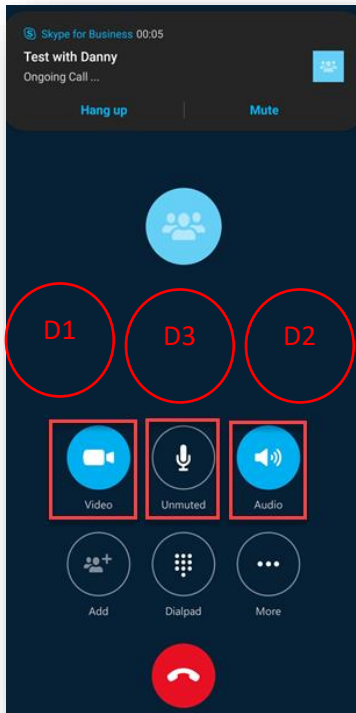 Skype for Business 00:05
Test with Danny
Ongoing Call ...
Hang up Mute
D1 D3 D2
Video Unmuted Audio
Add Dialpad More